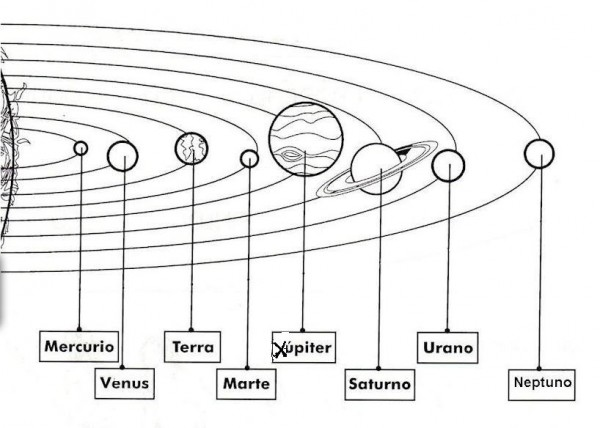 Mercurio
Terra
Xúpiter
Urano
Venus
Marte
Saturno
Neptuno